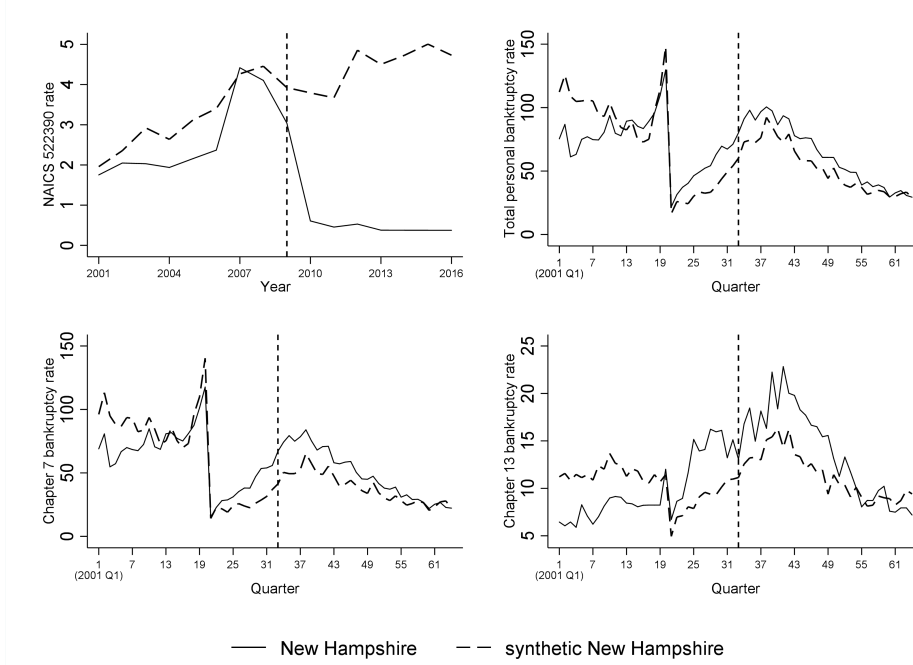 NAICS 522390 rate
5
4
3
2
1
0
2001 2004 2007 2010 2013 2016
Year
Total personal banktruptcy rate
150
100
50
0
1 7 13 19 25 31 37 43 49 55 61
(2001 Q1)
Quarter
Chapter 7 bankruptcy rate
150
100
50
0
1 7 13 19 25 31 37 43 49 55 61
(2001 Q1)
Quarter
Chapter 13 bankruptcy rate
25
20
15
10
5
1 7 13 19 25 31 37 43 49 55 61
(2001 Q1)
Quarter
New Hampshire synthetic New Hampshire